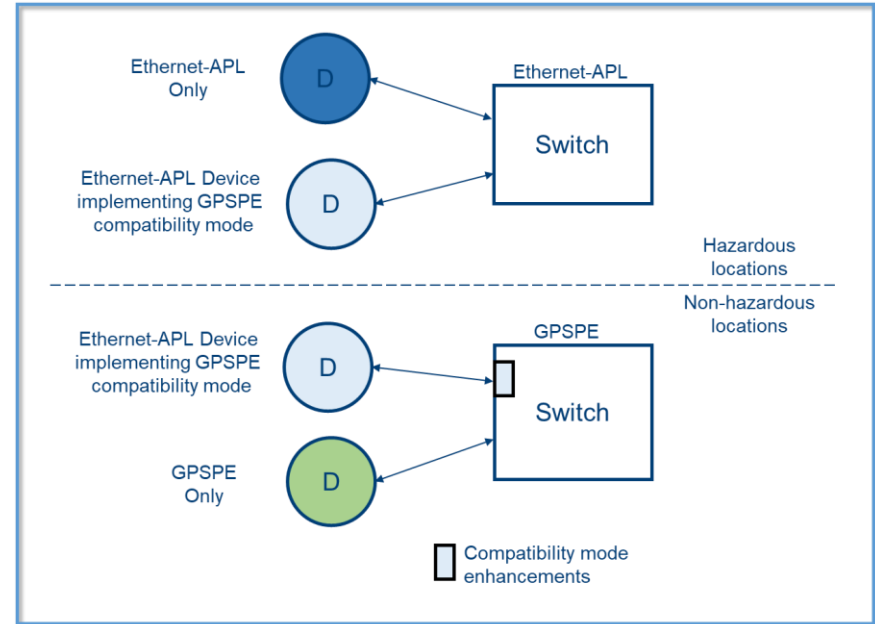 Ethernet-APL
Only
D
Ethernet-APL
Switch
Ethernet-APL Device
implementing GPSPE
compatibility mode
D
Hazardous
locations
Non-hazardous
locations
Ethernet-APL Device
implementing GPSPE
compatibility mode
D
GPSPE
Switch
GPSPE
Only
D
Compatibility mode
enhancements